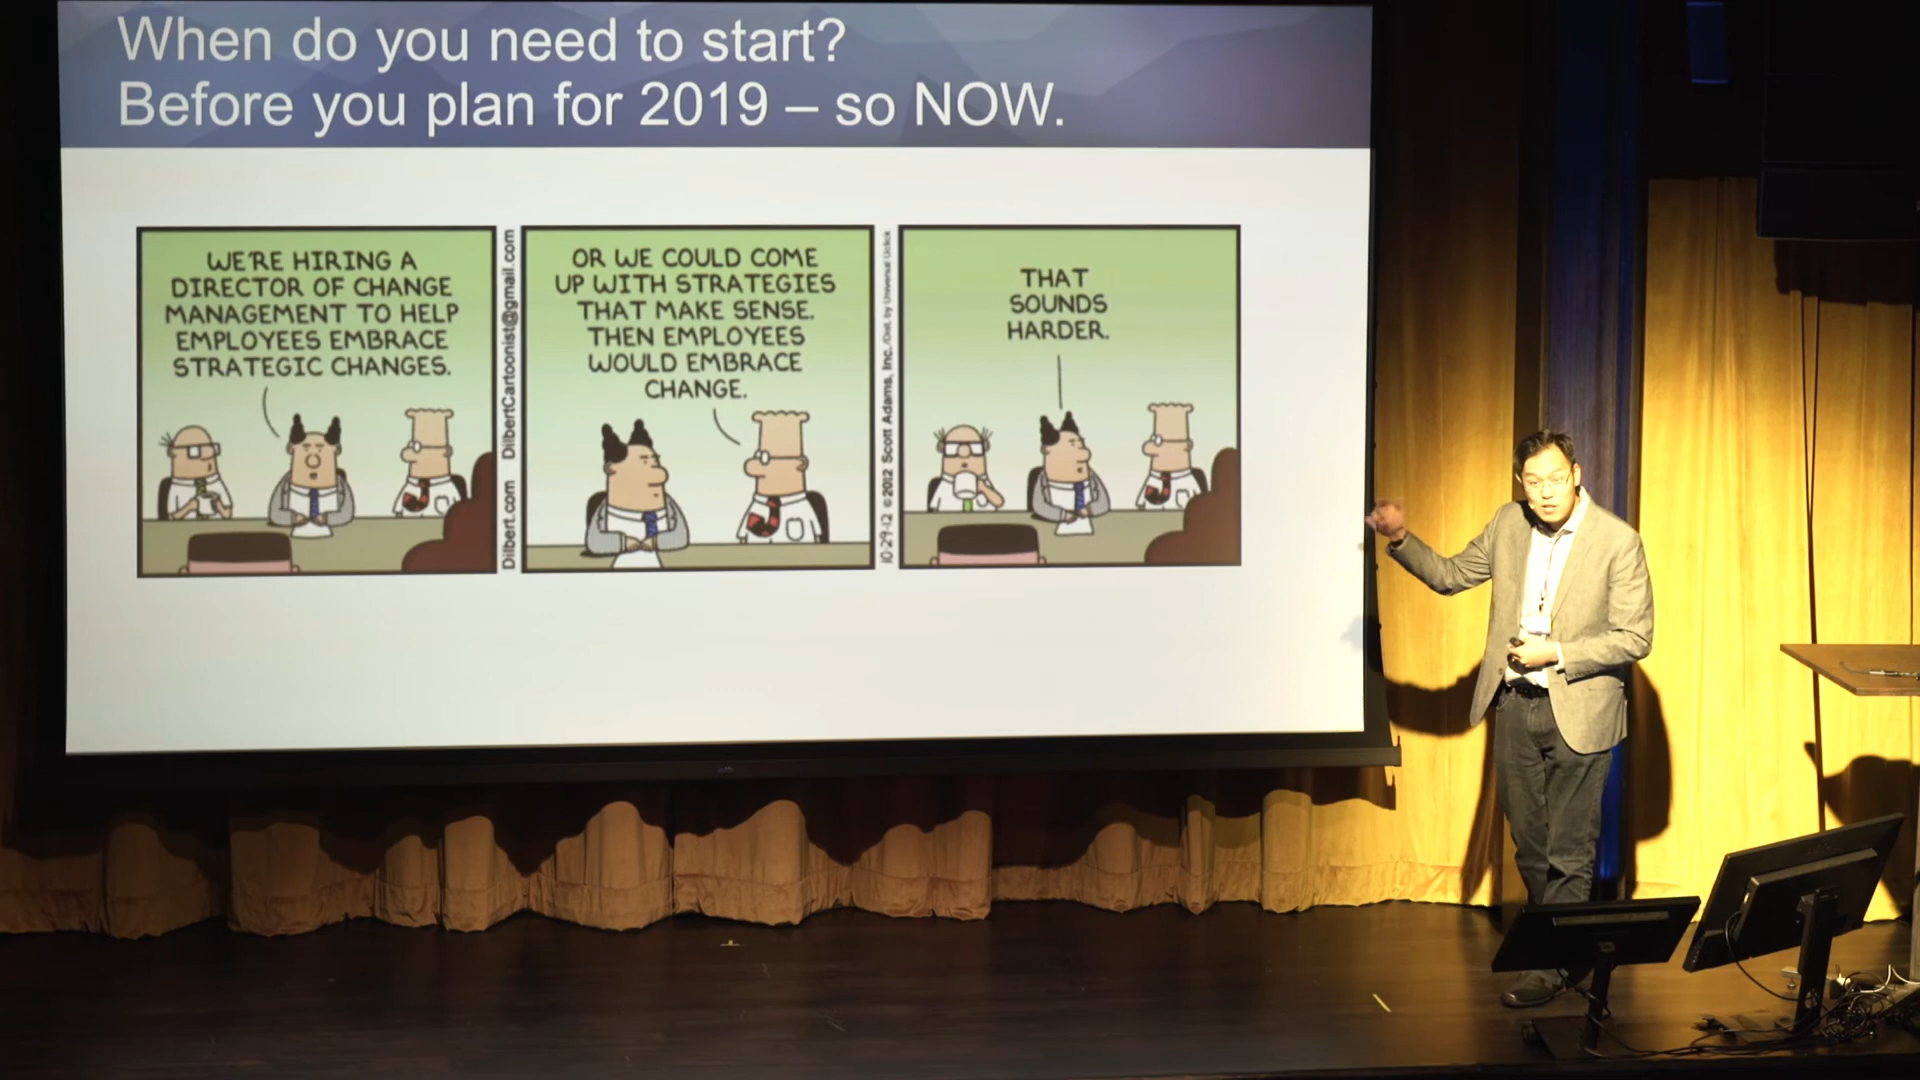 When do you need to start?
Before you plan for 2019 – so NOW.
WE'RE HIRING A
DIRECTOR OF CHANGE
MANAGEMENT TO HELP
EMPLOYEES EMBRACE
STRATEGIC CHANGES.
Dilbert.com DilbertCartoonist@gmail.com
OR WE COULD COME
UP WITH STRATEGIES
THAT MAKE SENSE.
THEN EMPLOYEES
WOULD EMBRACE
CHANGE.
10-29-12 ©2012 Scott Adams, Inc. /Dist. by Universal Uclick
THAT
SOUNDS
HARDER.